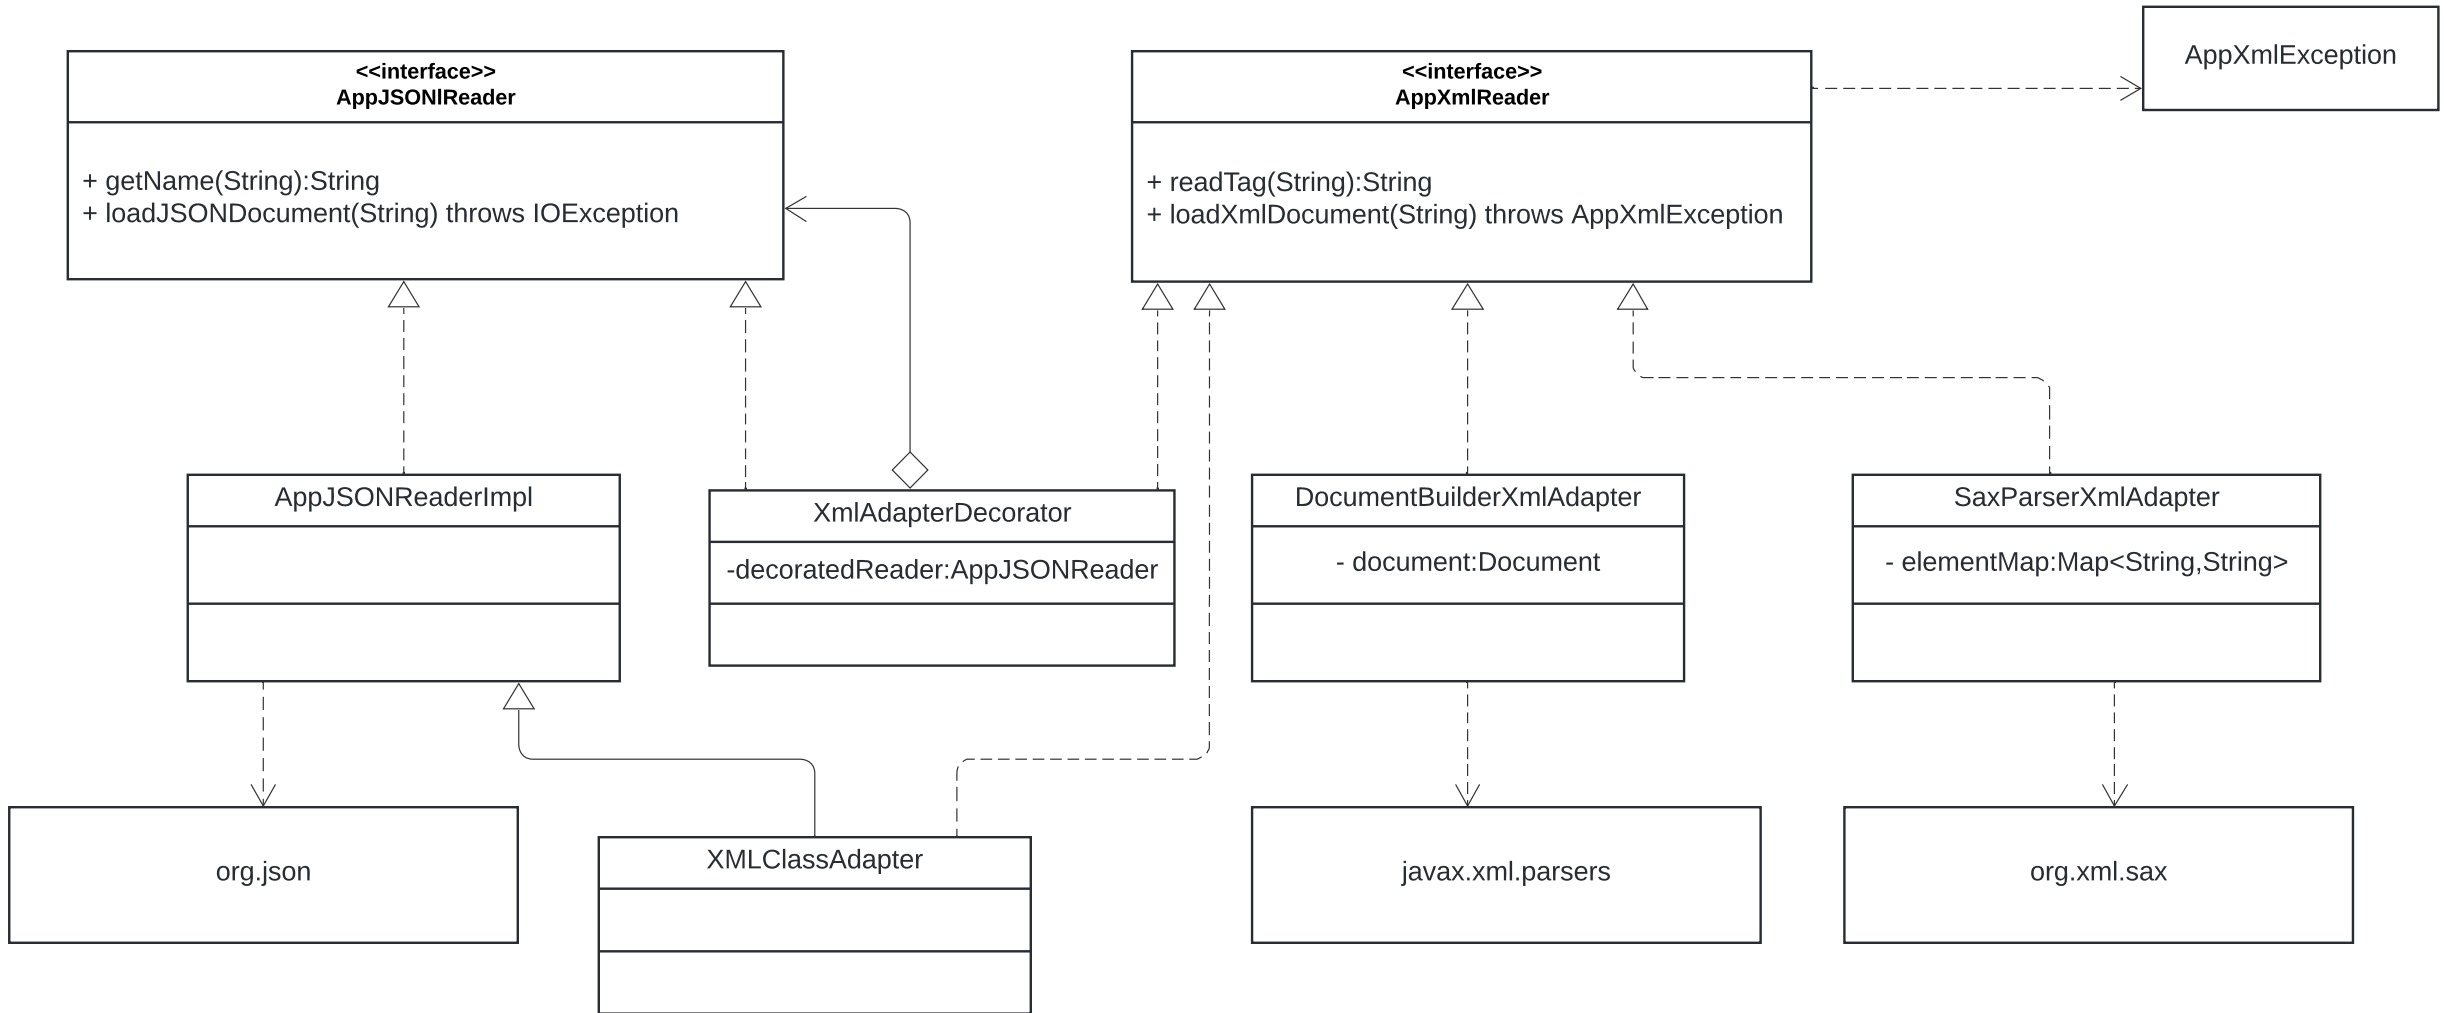 <<interface>>
AppJSONlReader
+ getName(String):String
+ loadJSONDocument(String) throws IOException
<<interface>>
AppXmlReader
+ readTag(String):String
+ loadXmlDocument(String) throws AppXmlException
AppXmlException
AppJSONReaderImpl
XmlAdapterDecorator
-decoratedReader:AppJSONReader
DocumentBuilderXmlAdapter
- document:Document
SaxParserXmlAdapter
- elementMap:Map<String,String>
org.json
XMLClassAdapter
javax.xml.parsers
org.xml.sax